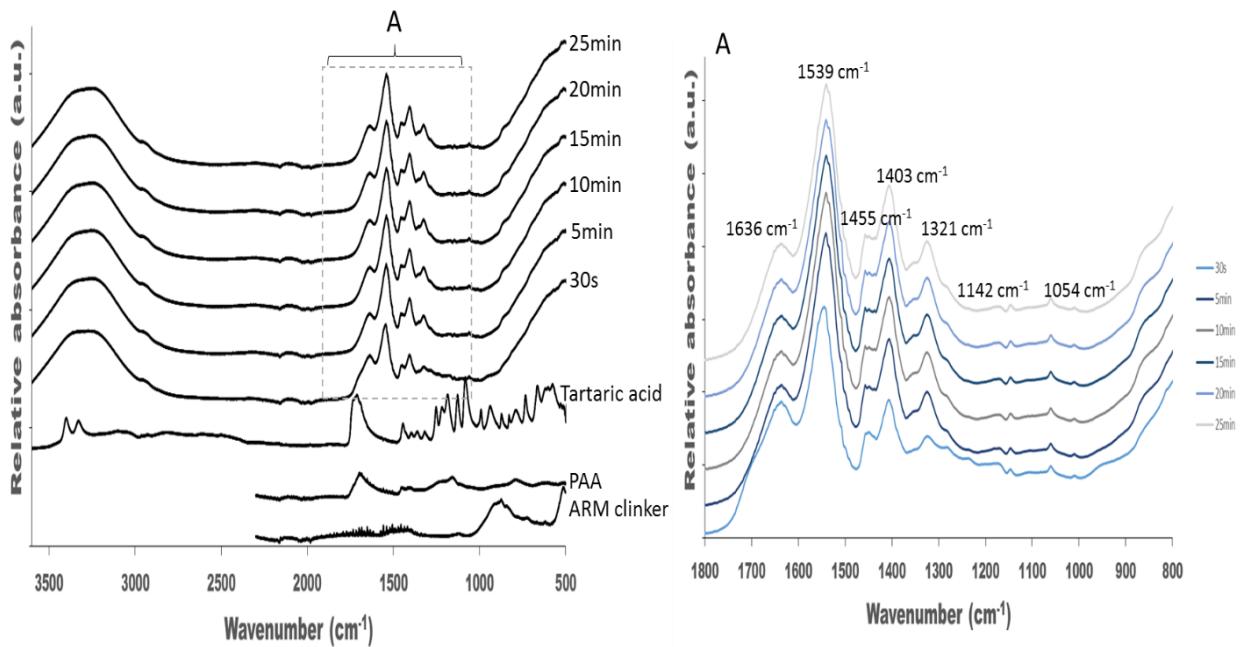 A
25min
20min
15min
10min
5min
30s
Tartaric acid
PAA
ARM clinker
Relative absorbance (a.u.)
3500 3000 2500 2000 1500 1000 500
Wavenumber (cm-1)
A
1539 cm-1
1403 cm-1
1636 cm-1
1455 cm-1
1321 cm-1
1142 cm-1
1054 cm-1
30s
5min
10min
15min
20min
25min
Relative absorbance (a.u.)
1800 1700 1600 1500 1400 1300 1200 1100 1000 900 800
Wavenumber (cm-1)